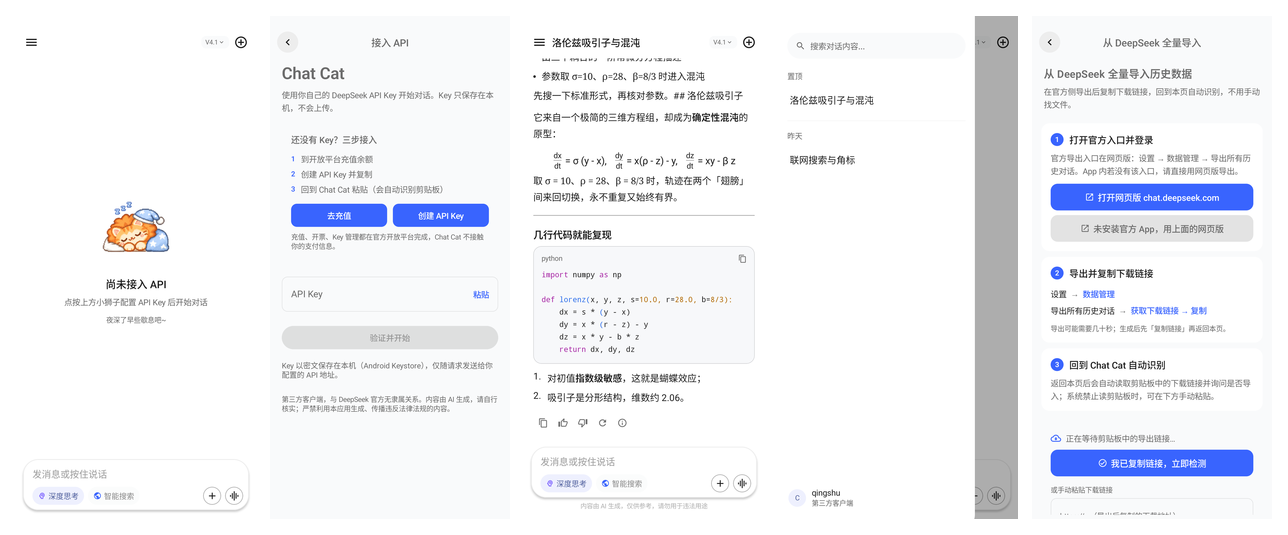 V4.1
尚未接入 API
点按上方小狮子配置 API Key 后开始对话
夜深了早些歇息吧~
发消息或按住说话
深度思考
智能搜索
接入 API
Chat Cat
使用你自己的 DeepSeek API Key 开始对话。Key 只保存在本
机，不会上传。
还没有 Key？三步接入
1 到开放平台充值余额
2 创建 API Key 并复制
3 回到 Chat Cat 粘贴（会自动识别剪贴板）
去充值
创建 API Key
充值、开票、Key 管理都在官方开放平台完成，Chat Cat 不接触
你的支付信息。
API Key
粘贴
验证并开始
Key 以密文保存在本机（Android Keystore），仅随请求发送给你
配置的 API 地址。
第三方客户端，与 DeepSeek 官方无隶属关系。内容由 AI 生成，请自行
核实；严禁利用本应用生成、传播违反法律法规的内容。
洛伦兹吸引子与混沌
V4.1
• 参数取 σ=10、ρ=28、β=8/3 时进入混沌
先搜一下标准形式，再核对参数。## 洛伦兹吸引子
它来自一个极简的三维方程组，却成为确定性混沌的
原型：
dx/dt = σ (y - x), dy/dt = x(ρ - z) - y, dz/dt = xy - β z
取 σ = 10、ρ = 28、β = 8/3 时，轨迹在两个「翅膀」
间来回切换，永不重复又始终有界。
几行代码就能复现
python
import numpy as np
def lorenz(x, y, z, s=10.0, r=28.0, b=8/3):
dx = s * (y - x)
dy = x * (r - z) - y
dz = x * y - b * z
return dx, dy, dz
1. 对初值指数级敏感，这就是蝴蝶效应；
2. 吸引子是分形结构，维数约 2.06。
发消息或按住说话
深度思考
智能搜索
内容由 AI 生成，仅供参考，请勿用于违法用途
搜索对话内容...
置顶
洛伦兹吸引子与混沌
昨天
联网搜索与角标
C
qingshu
第三方客户端
.1
从 DeepSeek 全量导入
从 DeepSeek 全量导入历史数据
在官方侧导出后复制下载链接，回到本页自动识别，不用手动
找文件。
1 打开官方入口并登录
官方导出入口在网页版：设置 → 数据管理 → 导出所有历
史对话。App 内若没有该入口，请直接用网页版导出。
打开网页版 chat.deepseek.com
未安装官方 App，用上面的网页版
2 导出并复制下载链接
设置 → 数据管理
导出所有历史对话 → 获取下载链接 → 复制
导出可能需要几十秒；生成后先「复制链接」再返回本页。
3 回到 Chat Cat 自动识别
返回本页后会自动读取剪贴板中的下载链接并询问是否导
入；系统禁止读剪贴板时，可在下方手动粘贴。
正在等待剪贴板中的导出链接...
我已复制链接，立即检测
或手动粘贴下载链接